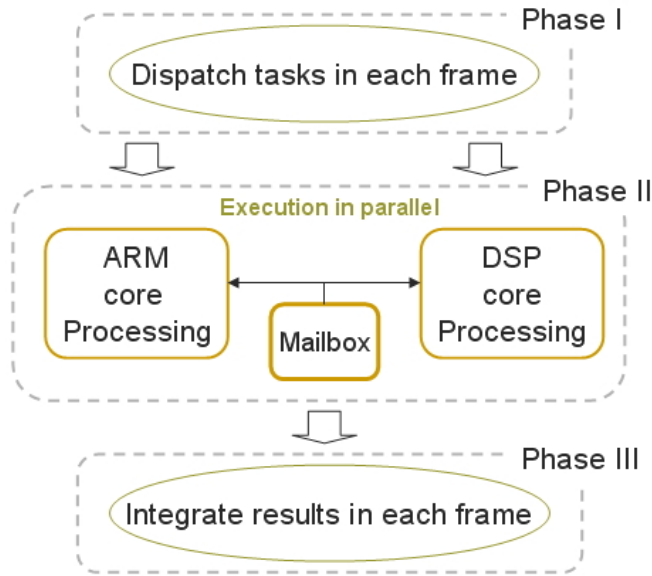 Phase I
Dispatch tasks in each frame
Phase II
Execution in parallel
ARM
core
Processing
DSP
core
Processing
Mailbox
Phase III
Integrate results in each frame